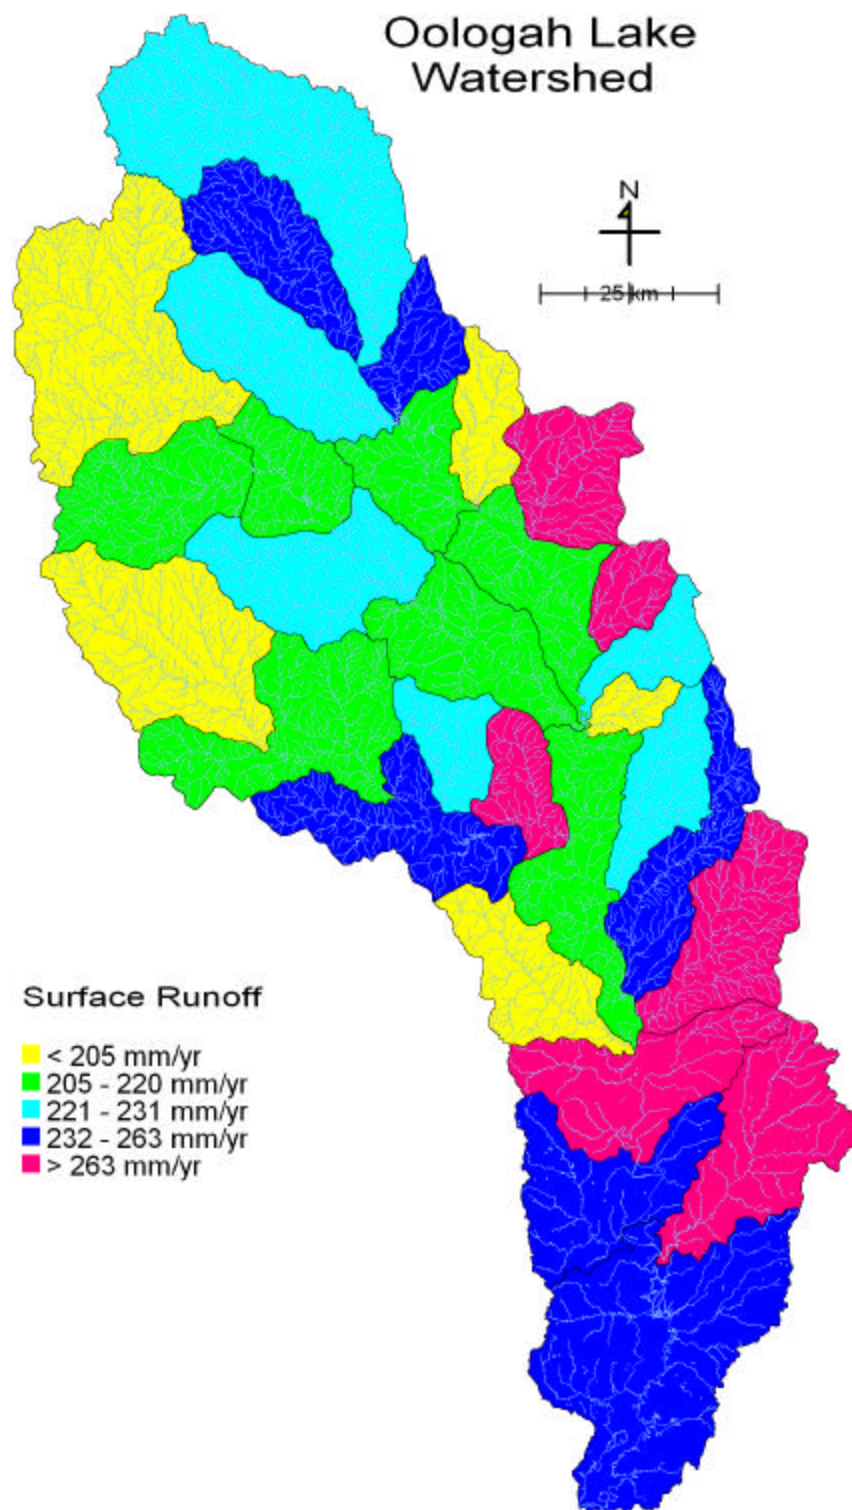 Oologah Lake
Watershed
N
25 km
Surface Runoff
< 205 mm/yr
205 - 220 mm/yr
221 - 231 mm/yr
232 - 263 mm/yr
> 263 mm/yr